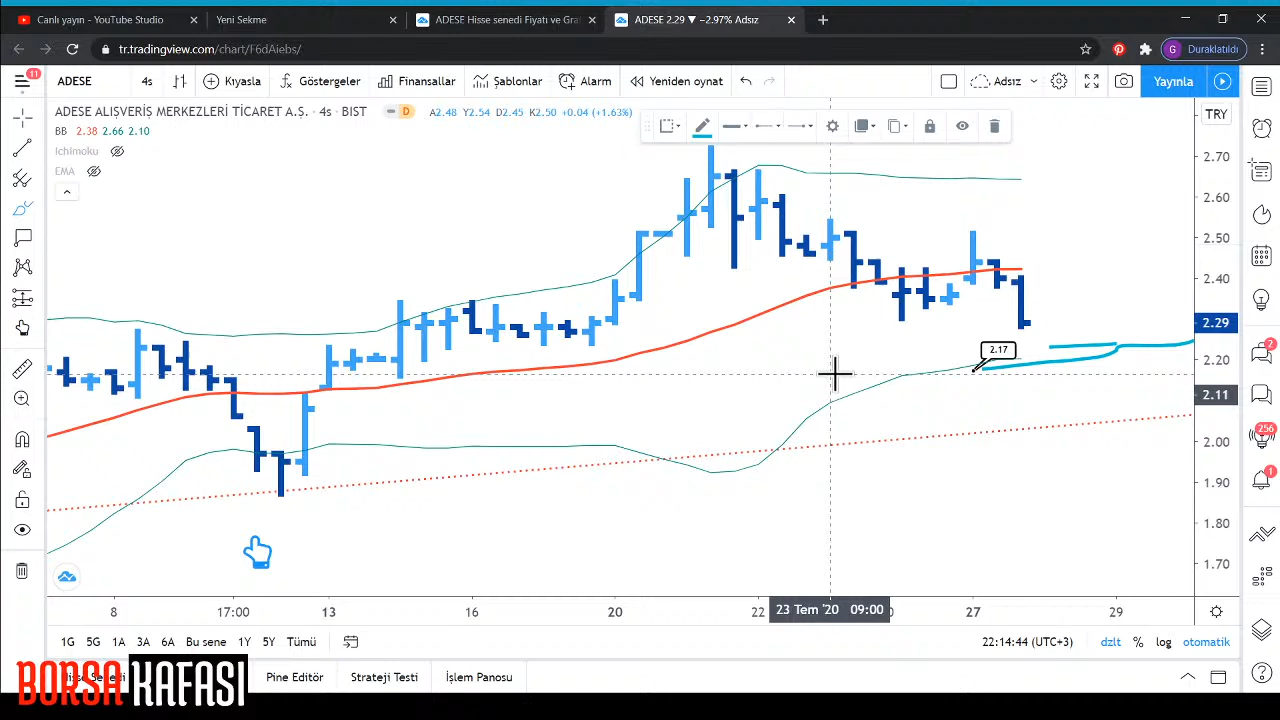 Canlı yayın - YouTube Studio
Yeni Sekme
ADESE Hisse senedi Fiyatı ve Gra
ADESE 2.29 ▼ −2.97% Adsız
tr.tradingview.com/chart/F6dAiebs/
G Duraklatıldı
11
ADESE
4s
Kıyasla
Göstergeler
Finansallar
Şablonlar
Alarm
Yeniden oynat
Adsız
Yayınla
ADESE ALIŞVERİŞ MERKEZLERİ TİCARET A.S. · 4s · BIST
D
A2.48 Y2.54 D2.45 K2.50 +0.04 (+1.63%)
TRY
BB 2.38 2.66 2.10
Ichimoku
EMA
2.70
2.60
2.50
2.40
2.29
2.20
2.11
2.00
1.90
1.80
1.70
2.17
2
256
1
8
17:00
13
16
20
22
23 Tem '20 09:00
27
29
1G 5G 1A 3A 6A Bu sene 1Y 5Y Tümü
22:14:44 (UTC+3)
dzlt % log otomatik
Pine Editör
Strateji Testi
İşlem Panosu
BORSA KAFASI